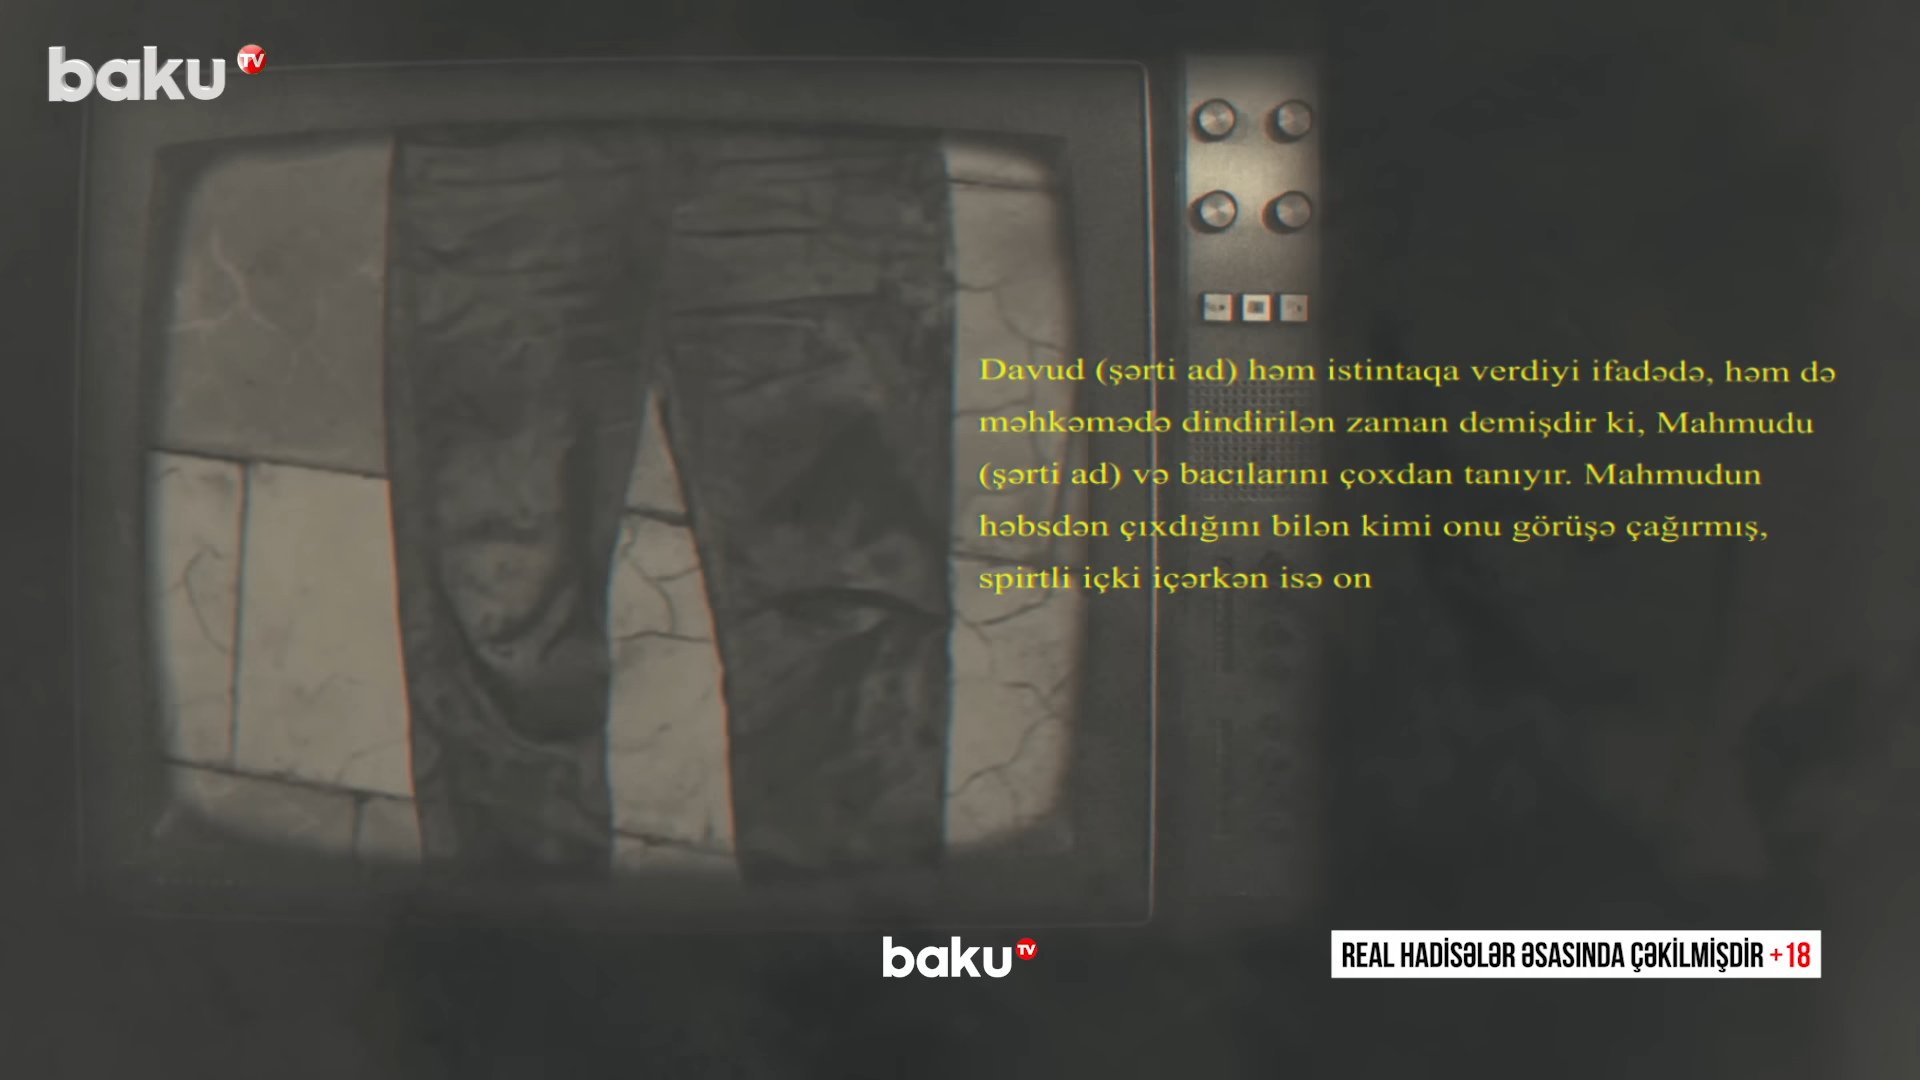 baku TV
Davud (şərti ad) həm istintaqa verdiyi ifadədə, həm də
məhkəmədə dindirilən zaman demişdir ki, Mahmudu
(şərti ad) və bacılarını çoxdan tanıyır. Mahmudun
həbsdən çıxdığını bilən kimi onu görüşə çağırmış,
spirtli içki içərkən isə on
baku TV
REAL HADİSƏLƏR ƏSASINDA ÇƏKİLMİŞDİR +18